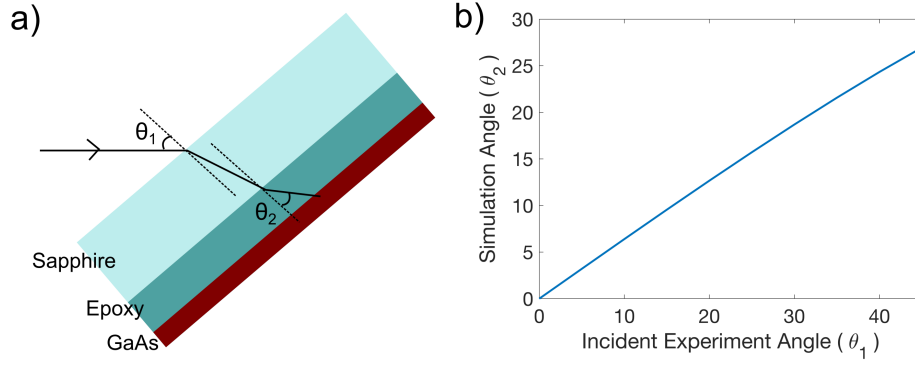 a)
θ1
θ2
Sapphire
Epoxy
GaAs
b)
30
25
20
15
10
5
0
Simulation Angle ( θ2 )
0 10 20 30 40
Incident Experiment Angle ( θ1 )